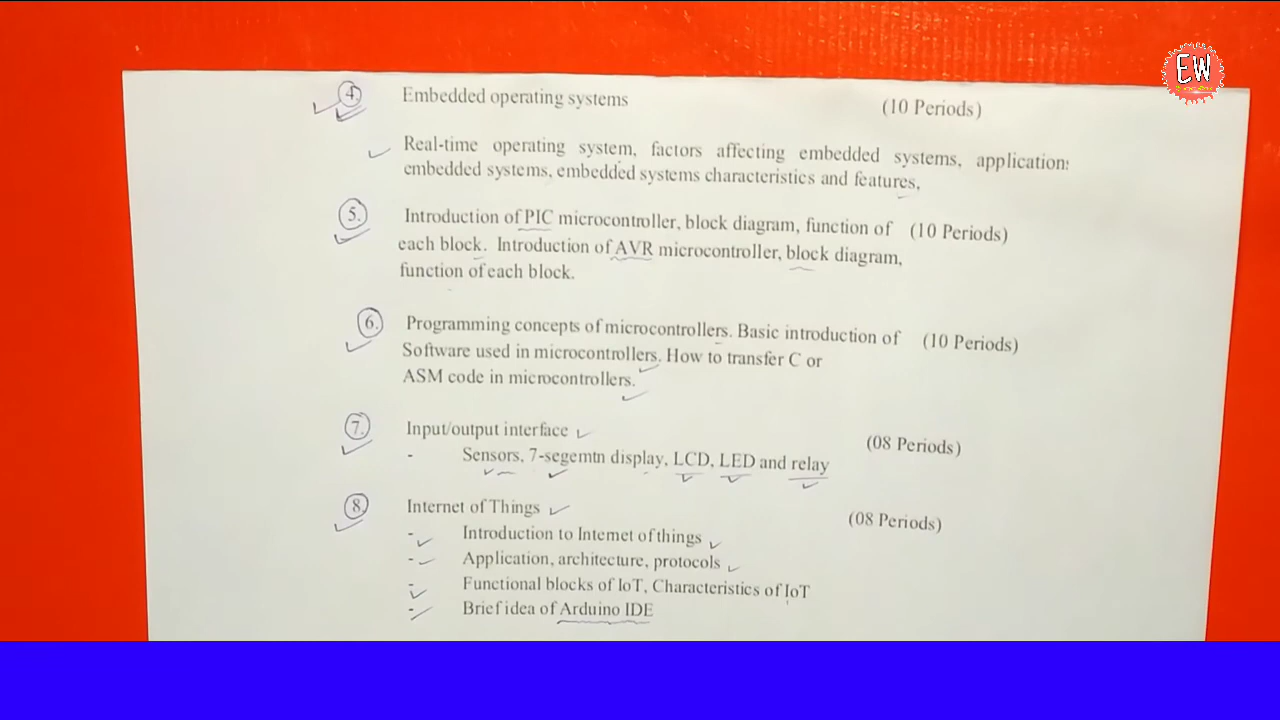 EW
4. Embedded operating systems (10 Periods)
Real-time operating system, factors affecting embedded systems, application:
embedded systems, embedded systems characteristics and features,
5. Introduction of PIC microcontroller, block diagram, function of (10 Periods)
each block. Introduction of AVR microcontroller, block diagram,
function of each block.
6. Programming concepts of microcontrollers. Basic introduction of (10 Periods)
Software used in microcontrollers. How to transfer C or
ASM code in microcontrollers.
7. Input/output interface (08 Periods)
- Sensors, 7-segemtn display, LCD, LED and relay
8. Internet of Things (08 Periods)
- Introduction to Internet of things
- Application, architecture, protocols
- Functional blocks of IoT, Characteristics of IoT
- Brief idea of Arduino IDE